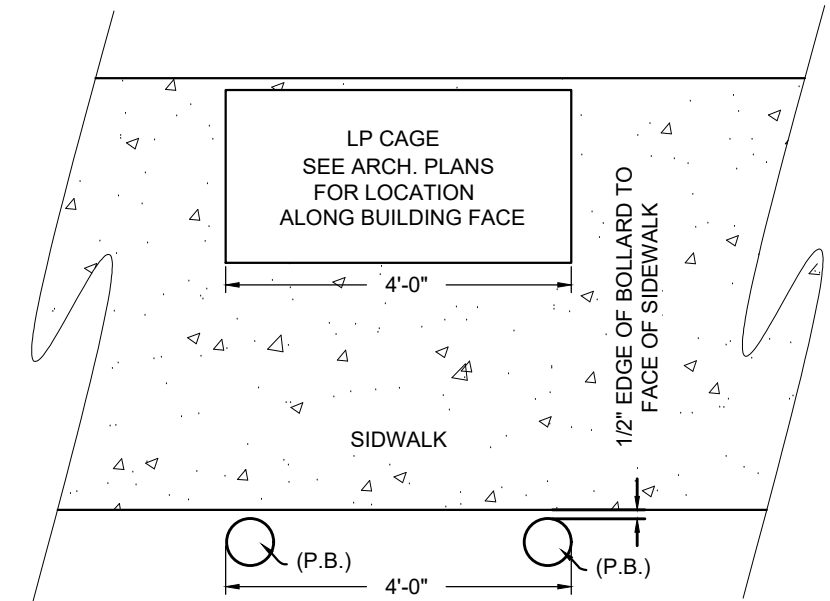 LP CAGE
SEE ARCH. PLANS
FOR LOCATION
ALONG BUILDING FACE
4'-0"
1/2" EDGE OF BOLLARD TO
FACE OF SIDEWALK
SIDWALK
(P.B.)
(P.B.)
4'-0"